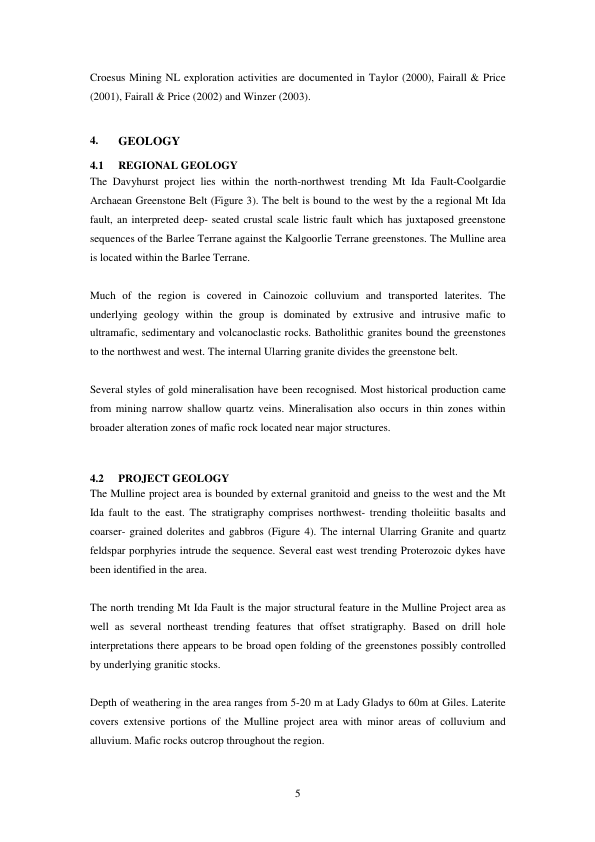 Croesus Mining NL exploration activities are documented in Taylor (2000), Fairall & Price
(2001), Fairall & Price (2002) and Winzer (2003).
4. GEOLOGY
4.1 REGIONAL GEOLOGY
The Davyhurst project lies within the north-northwest trending Mt Ida Fault-Coolgardie
Archaean Greenstone Belt (Figure 3). The belt is bound to the west by the a regional Mt Ida
fault, an interpreted deep- seated crustal scale listric fault which has juxtaposed greenstone
sequences of the Barlee Terrane against the Kalgoorlie Terrane greenstones. The Mulline area
is located within the Barlee Terrane.
Much of the region is covered in Cainozoic colluvium and transported laterites. The
underlying geology within the group is dominated by extrusive and intrusive mafic to
ultramafic, sedimentary and volcanoclastic rocks. Batholithic granites bound the greenstones
to the northwest and west. The internal Ularring granite divides the greenstone belt.
Several styles of gold mineralisation have been recognised. Most historical production came
from mining narrow shallow quartz veins. Mineralisation also occurs in thin zones within
broader alteration zones of mafic rock located near major structures.
4.2 PROJECT GEOLOGY
The Mulline project area is bounded by external granitoid and gneiss to the west and the Mt
Ida fault to the east. The stratigraphy comprises northwest- trending tholeiitic basalts and
coarser- grained dolerites and gabbros (Figure 4). The internal Ularring Granite and quartz
feldspar porphyries intrude the sequence. Several east west trending Proterozoic dykes have
been identified in the area.
The north trending Mt Ida Fault is the major structural feature in the Mulline Project area as
well as several northeast trending features that offset stratigraphy. Based on drill hole
interpretations there appears to be broad open folding of the greenstones possibly controlled
by underlying granitic stocks.
Depth of weathering in the area ranges from 5-20 m at Lady Gladys to 60m at Giles. Laterite
covers extensive portions of the Mulline project area with minor areas of colluvium and
alluvium. Mafic rocks outcrop throughout the region.
5